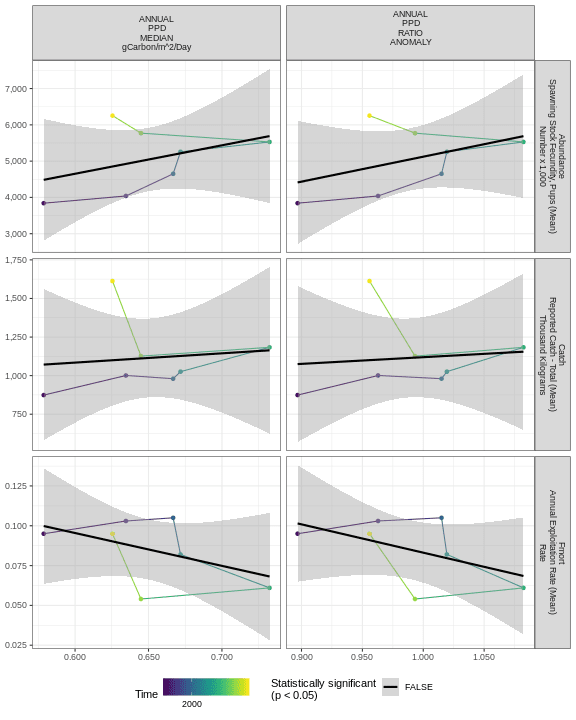 ANNUAL
PPD
MEDIAN
gCarbon/m^2/Day
ANNUAL
PPD
RATIO
ANOMALY
7,000
6,000
5,000
4,000
3,000
Abundance
Spawning Stock Fecundity, Pups (Mean)
Number x 1,000
1,750
1,500
1,250
1,000
750
Catch
Reported Catch - Total (Mean)
Thousand Kilograms
0.125
0.100
0.075
0.050
0.025
Fmort
Annual Exploitation Rate (Mean)
Rate
0.600
0.650
0.700
0.900
0.950
1.000
1.050
Time
2000
Statistically significant
(p < 0.05)
FALSE